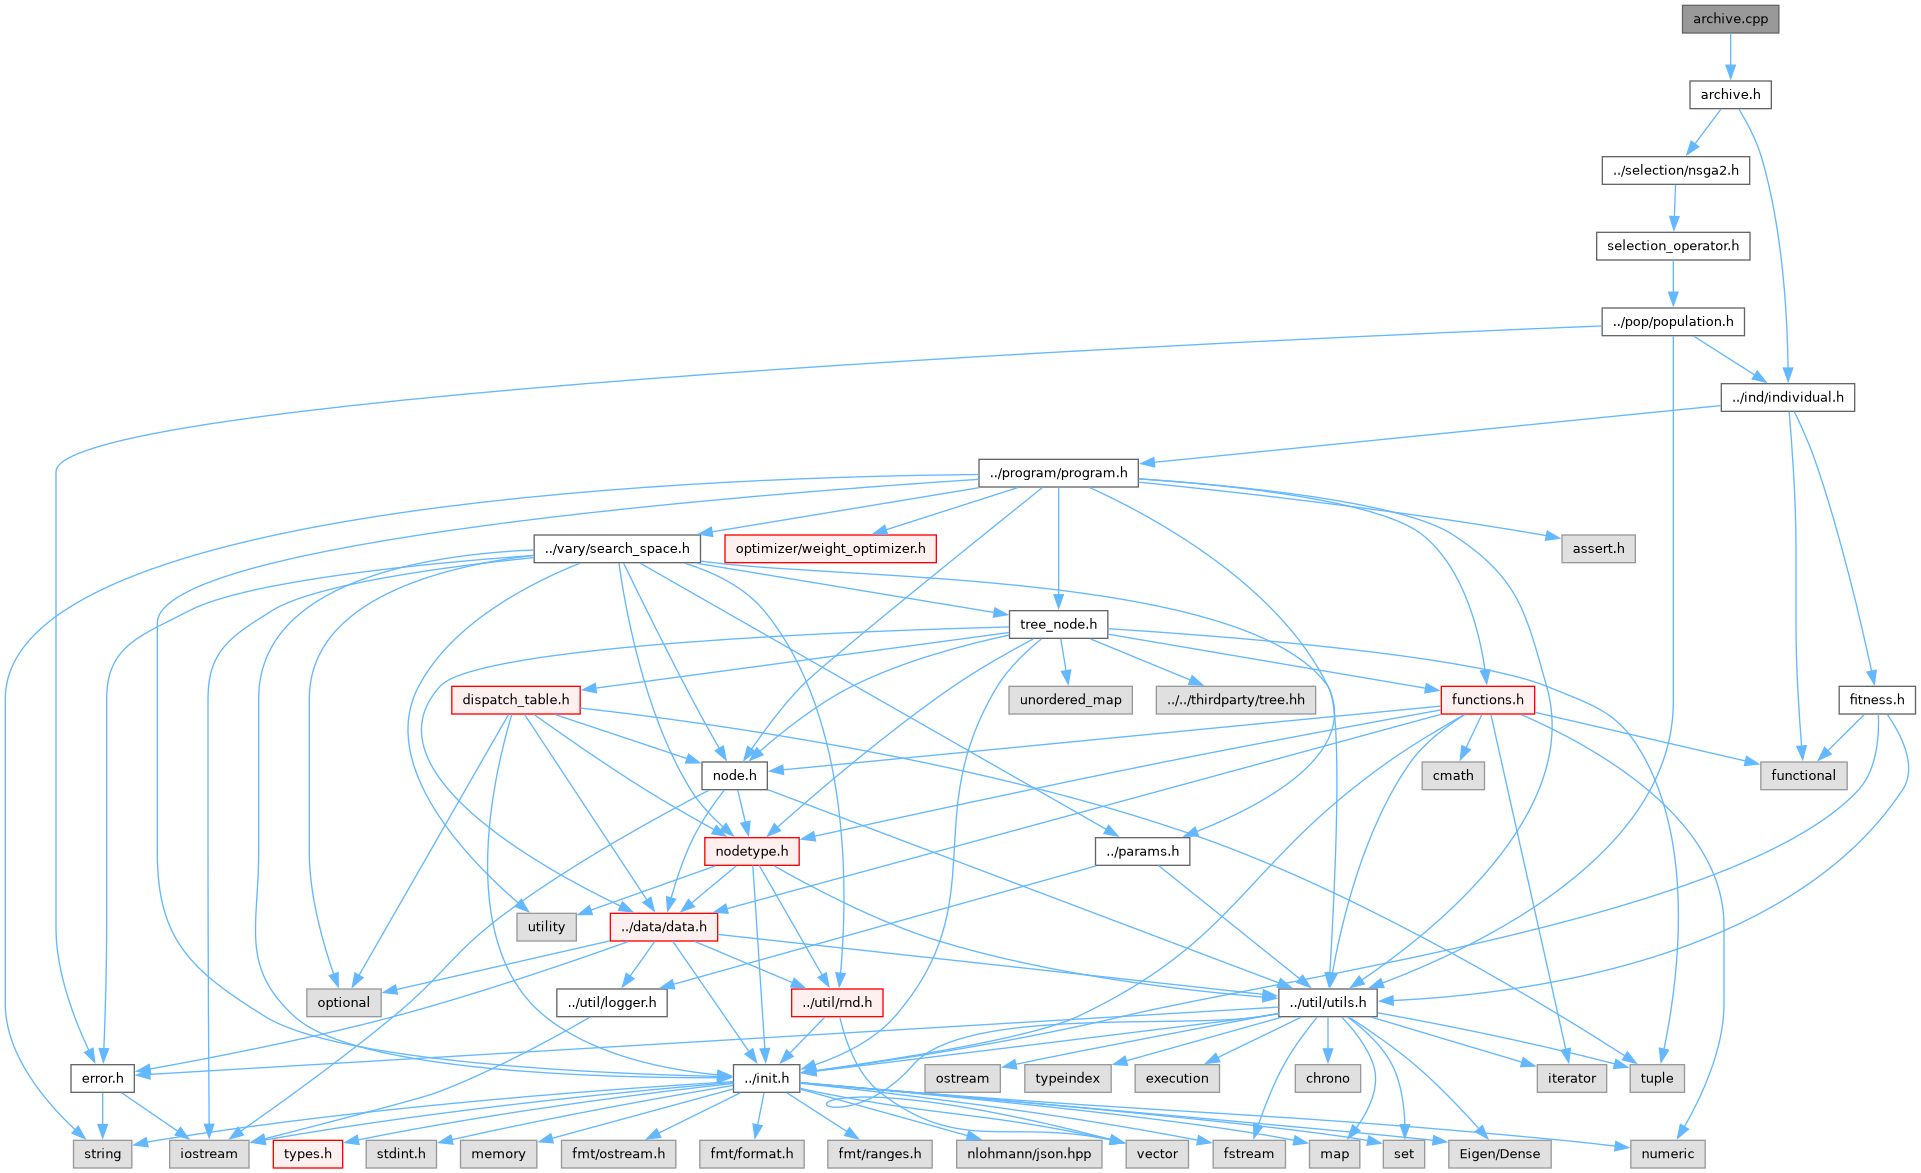 archive.cpp
archive.h
../selection/nsga2.h
selection_operator.h
../pop/population.h
../ind/individual.h
../program/program.h
../vary/search_space.h
optimizer/weight_optimizer.h
assert.h
tree_node.h
dispatch_table.h
unordered_map
../../thirdparty/tree.hh
functions.h
fitness.h
node.h
cmath
functional
nodetype.h
../params.h
utility
../data/data.h
optional
../util/logger.h
../util/rnd.h
../util/utils.h
error.h
../init.h
ostream
typeindex
execution
chrono
iterator
tuple
string
iostream
types.h
stdint.h
memory
fmt/ostream.h
fmt/format.h
fmt/ranges.h
nlohmann/json.hpp
vector
fstream
map
set
Eigen/Dense
numeric